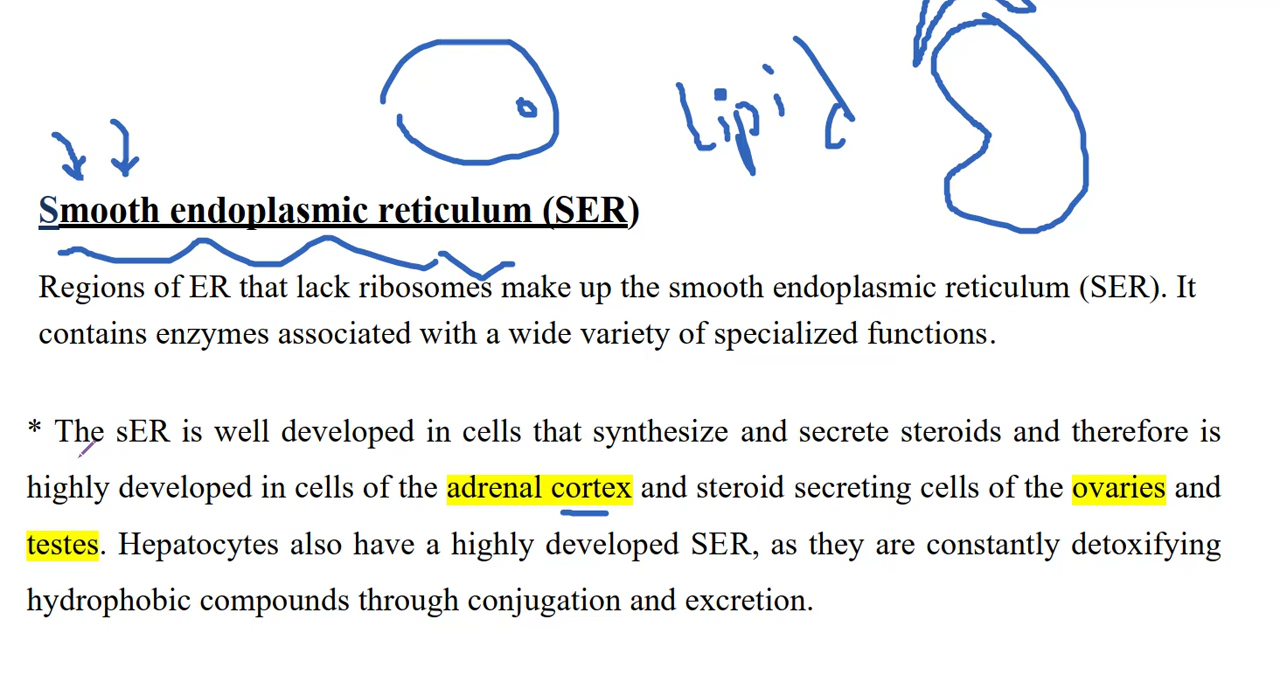 lipid
Smooth endoplasmic reticulum (SER)
Regions of ER that lack ribosomes make up the smooth endoplasmic reticulum (SER). It
contains enzymes associated with a wide variety of specialized functions.
* The sER is well developed in cells that synthesize and secrete steroids and therefore is
highly developed in cells of the adrenal cortex and steroid secreting cells of the ovaries and
testes. Hepatocytes also have a highly developed SER, as they are constantly detoxifying
hydrophobic compounds through conjugation and excretion.